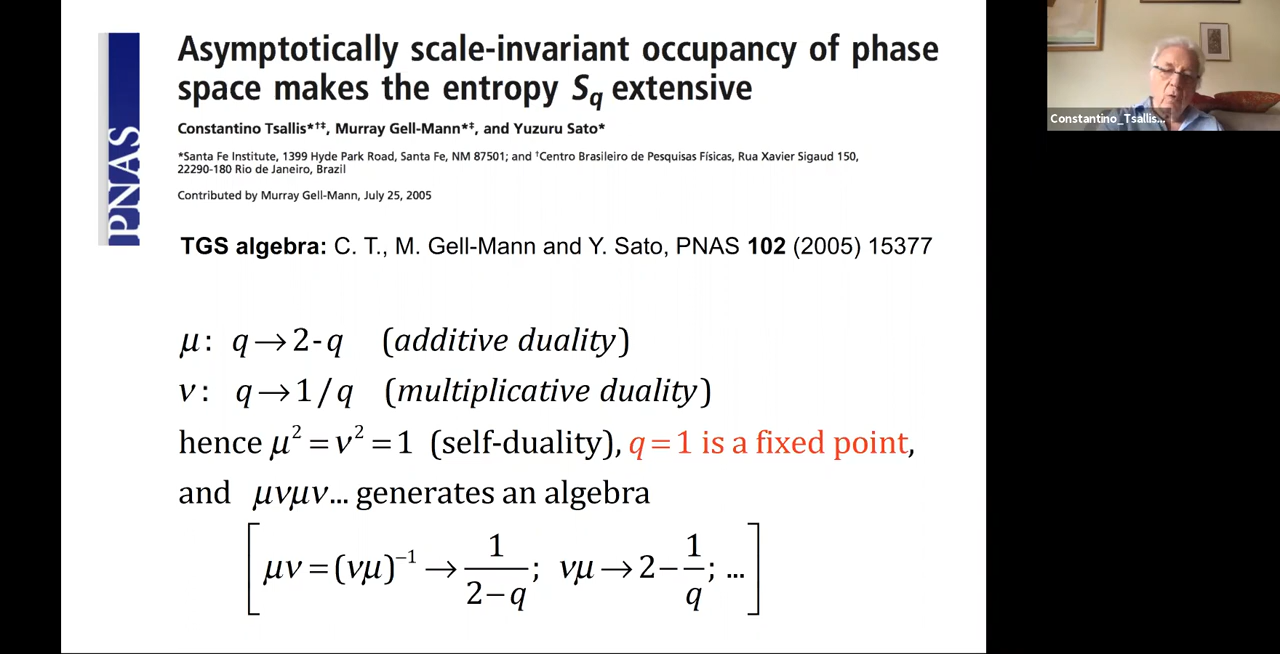 PNAS
Asymptotically scale-invariant occupancy of phase
space makes the entropy Sq extensive
Constantino Tsallis*†‡, Murray Gell-Mann*‡, and Yuzuru Sato*
*Santa Fe Institute, 1399 Hyde Park Road, Santa Fe, NM 87501; and †Centro Brasileiro de Pesquisas Físicas, Rua Xavier Sigaud 150,
22290-180 Rio de Janeiro, Brazil
Contributed by Murray Gell-Mann, July 25, 2005
TGS algebra: C. T., M. Gell-Mann and Y. Sato, PNAS 102 (2005) 15377
μ: q→2-q (additive duality)
ν: q→1/q (multiplicative duality)
hence μ² = ν² = 1 (self-duality), q = 1 is a fixed point,
and μνμν... generates an algebra
[μν = (νμ)⁻¹ → 1/(2−q); νμ → 2−1/q; ...]
Constantino_Tsallis...